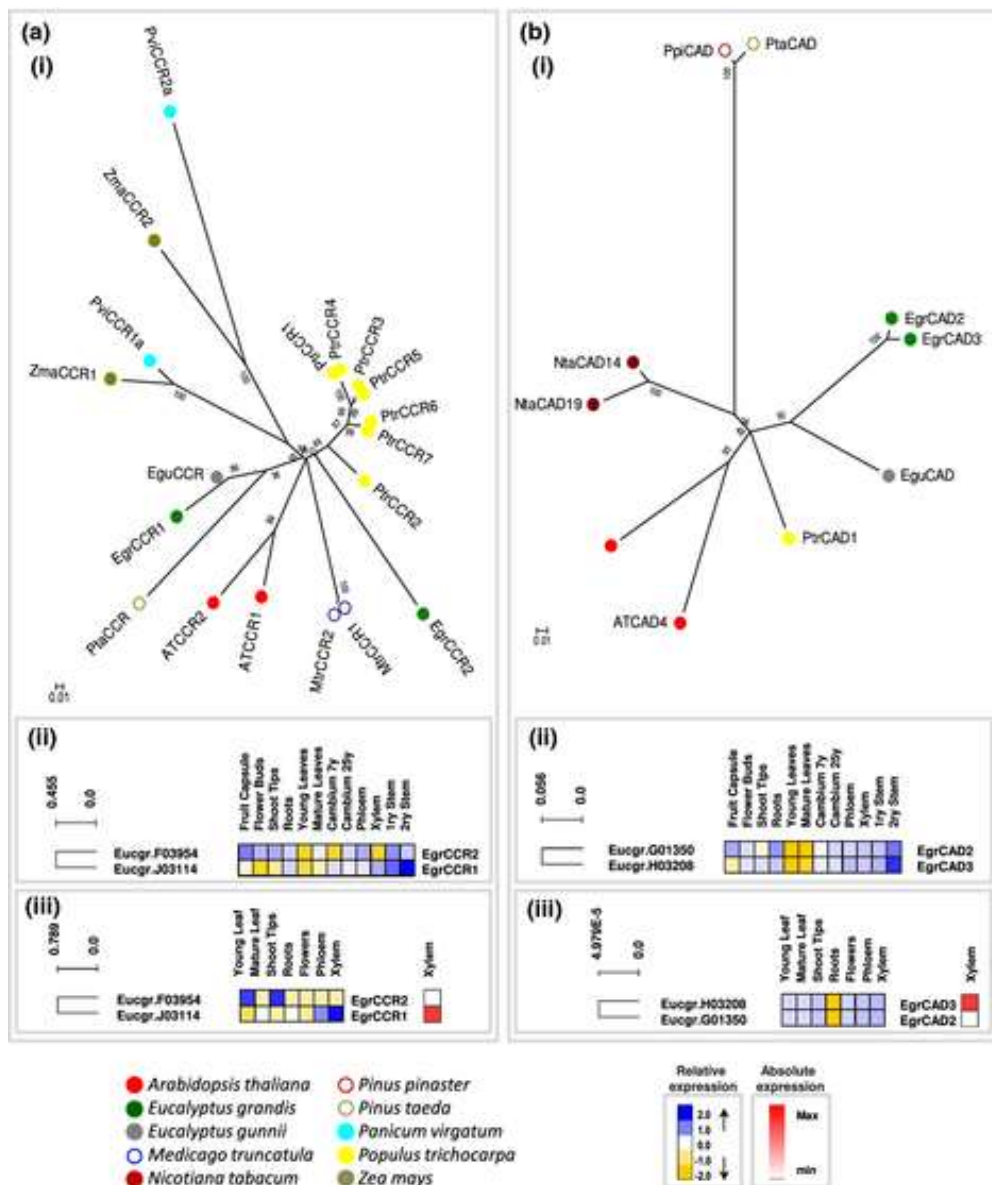 (a)
(i)
PviCCR2a
ZmaCCR2
PviCCR1a
ZmaCCR1
EguCCR
EgrCCR1
PtaCCR
ATCCR2
ATCCR1
MtrCCR2
MtrCCR1
EgrCCR2
PtrCCR2
PtrCCR7
PtrCCR6
PtrCCR5
PtrCCR3
PtrCCR4
PtrCCR1
100
100
100
0.01
(b)
(i)
PpiCAD
PtaCAD
100
EgrCAD2
EgrCAD3
NtaCAD14
NtaCAD19
100
EguCAD
PtrCAD1
ATCAD4
0.01
(ii)
0.455
0.0
Fruit Capsule
Flower Buds
Shoot Tips
Roots
Young Leaves
Mature Leaves
Cambium 7y
Cambium 25y
Phloem
Xylem
1ry Stem
2ry Stem
Eucgr.F03954
EgrCCR2
Eucgr.J03114
EgrCCR1
(ii)
0.056
0.0
Fruit Capsule
Flower Buds
Shoot Tips
Roots
Young Leaves
Mature Leaves
Cambium 7y
Cambium 25y
Phloem
Xylem
1ry Stem
2ry Stem
Eucgr.G01350
EgrCAD2
Eucgr.H03208
EgrCAD3
(iii)
0.789
0.0
Young Leaf
Mature Leaf
Shoot Tips
Roots
Flowers
Phloem
Xylem
Xylem
Eucgr.F03954
EgrCCR2
Eucgr.J03114
EgrCCR1
(iii)
4.979E-5
0.0
Young Leaf
Mature Leaf
Shoot Tips
Roots
Flowers
Phloem
Xylem
Xylem
Eucgr.H03208
EgrCAD3
Eucgr.G01350
EgrCAD2
Arabidopsis thaliana
Eucalyptus grandis
Eucalyptus gunnii
Medicago truncatula
Nicotiana tabacum
Pinus pinaster
Pinus taeda
Panicum virgatum
Populus trichocarpa
Zea mays
Relative
expression
2.0
1.0
0.0
-1.0
-2.0
Absolute
expression
Max
min